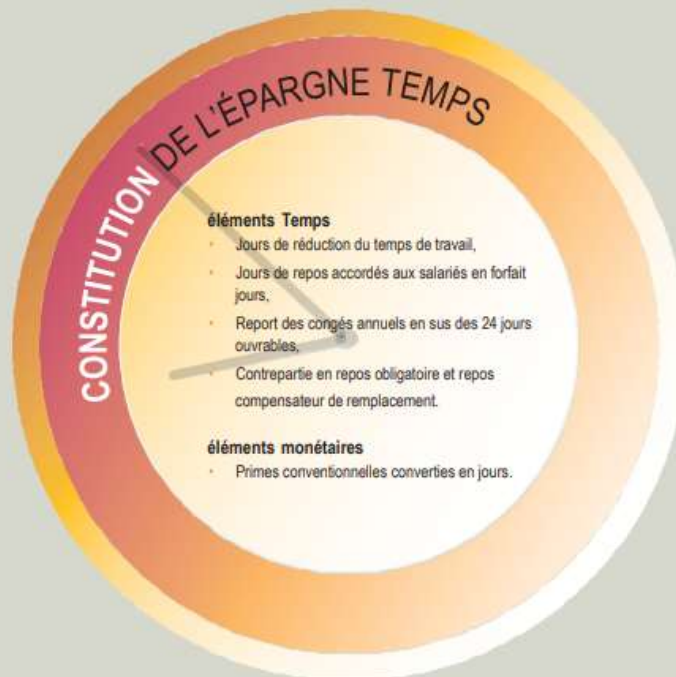 CONSTITUTION DE L'ÉPARGNE TEMPS
éléments Temps
· Jours de réduction du temps de travail,
· Jours de repos accordés aux salariés en forfait
jours,
· Report des congés annuels en sus des 24 jours
ouvrables,
· Contrepartie en repos obligatoire et repos
compensateur de remplacement.
éléments monétaires
· Primes conventionnelles converties en jours.